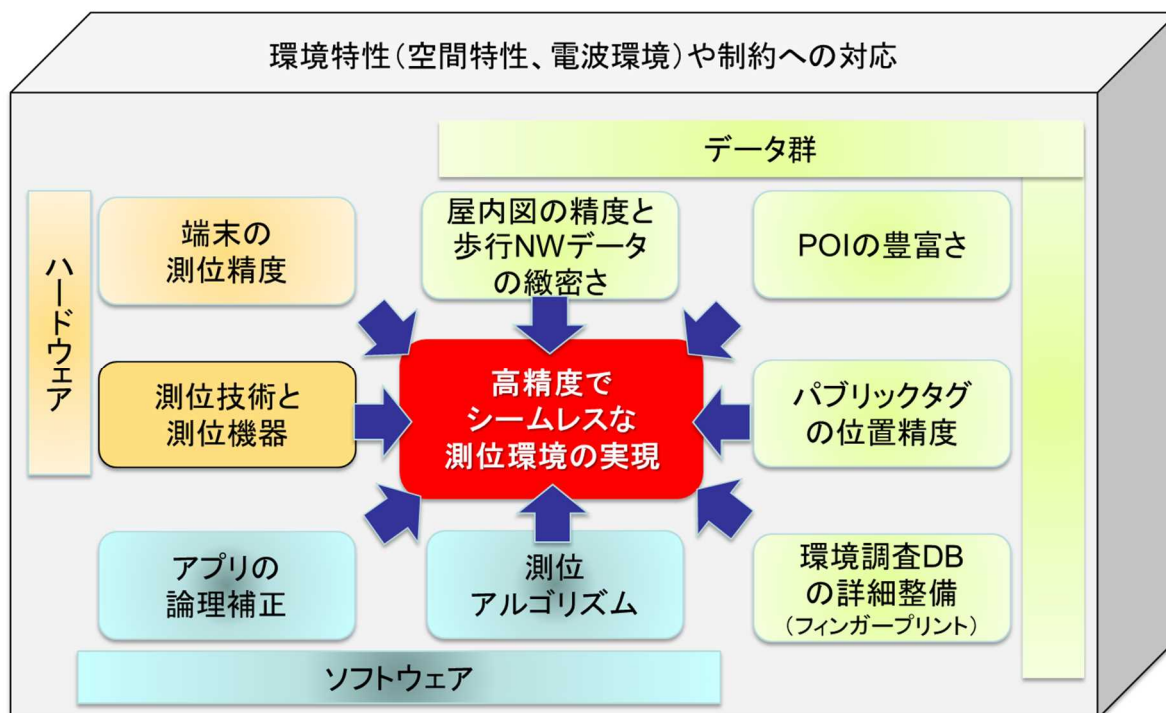 環境特性(空間特性、電波環境)や制約への対応
データ群
ハードウェア
端末の
測位精度
屋内図の精度と
歩行NWデータ
の緻密さ
POIの豊富さ
測位技術と
測位機器
高精度で
シームレスな
測位環境の実現
パブリックタグ
の位置精度
アプリの
論理補正
測位
アルゴリズム
環境調査DB
の詳細整備
(フィンガープリント)
ソフトウェア